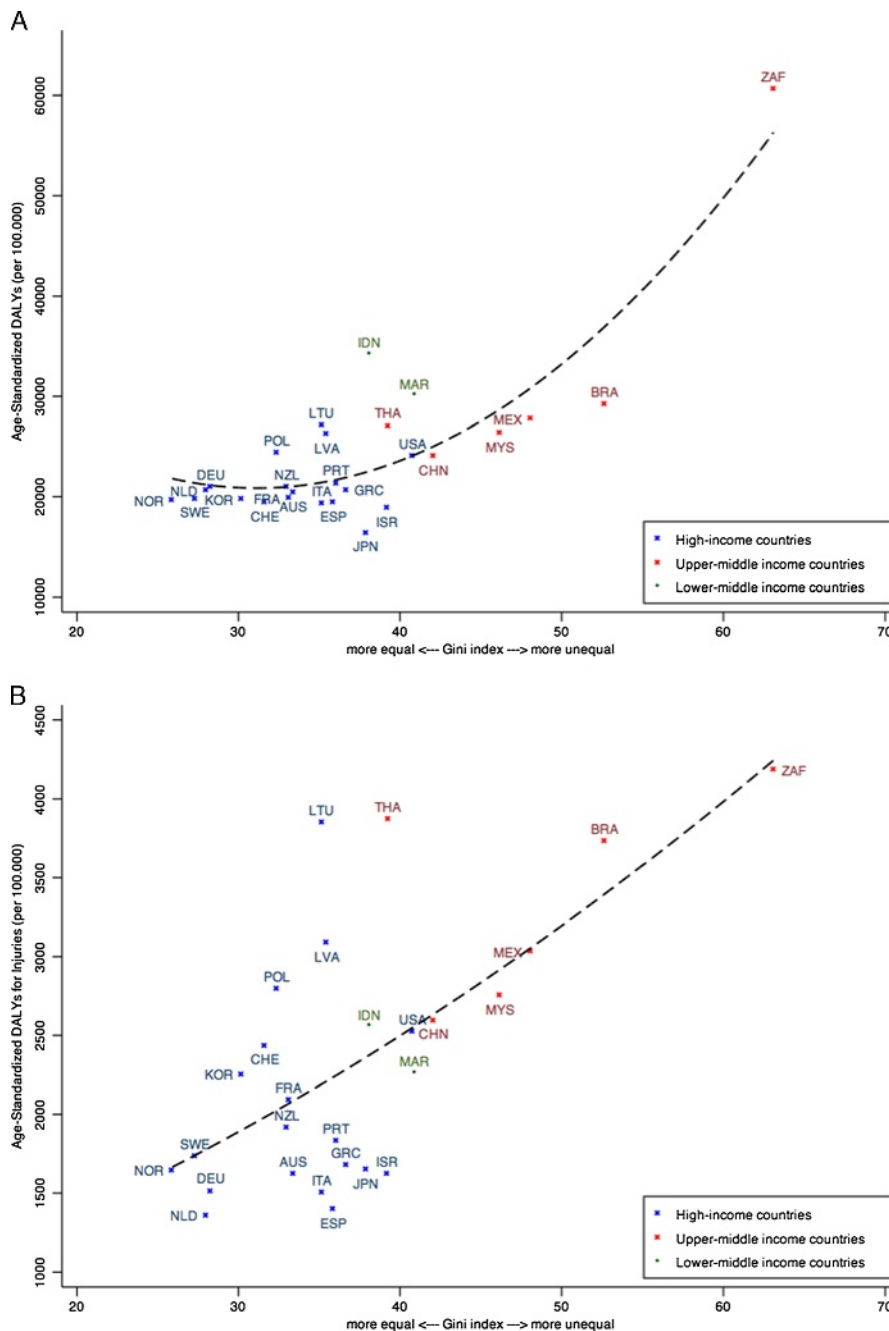 A
Age-Standardized DALYs (per 100.000)
60000
50000
40000
30000
20000
10000
ZAF
IDN
MAR
BRA
LTU
THA
MEX
LVA
USA
MYS
POL
CHN
DEU
NZL
PRT
NOR
NLD
KOR
FRA
ITA
GRC
SWE
CHE
AUS
ESP
ISR
JPN
High-income countries
Upper-middle income countries
Lower-middle income countries
20 30 40 50 60 70
more equal <--- Gini index ---> more unequal
B
Age-Standardized DALYs for Injuries (per 100.000)
4500
4000
3500
3000
2500
2000
1500
1000
ZAF
LTU
THA
BRA
LVA
MEX
POL
MYS
IDN
USA
CHN
CHE
KOR
MAR
FRA
NZL
PRT
SWE
NOR
AUS
GRC
ISR
DEU
ITA
JPN
NLD
ESP
High-income countries
Upper-middle income countries
Lower-middle income countries
20 30 40 50 60 70
more equal <--- Gini index ---> more unequal